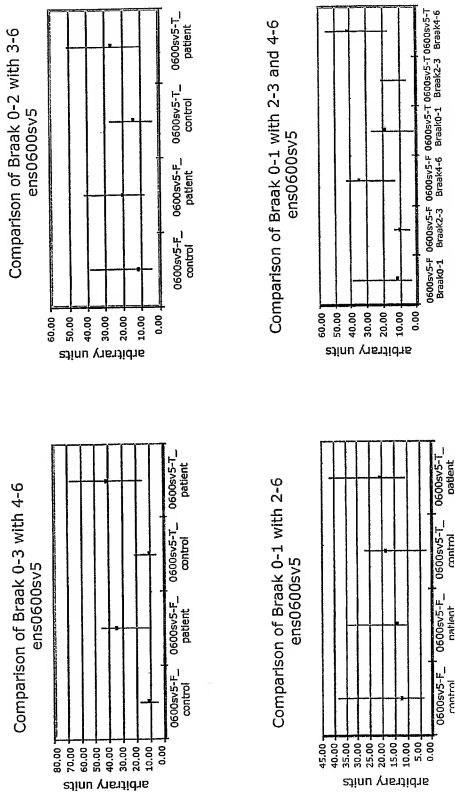 Comparison of Braak 0-3 with 4-6
ens0600sv5
arbitrary units
80.00
70.00
60.00
50.00
40.00
30.00
20.00
10.00
0.00
0600sv5-F_ 0600sv5-F_ 0600sv5-T_ 0600sv5-T_
control patient control patient
Comparison of Braak 0-2 with 3-6
ens0600sv5
arbitrary units
60.00
50.00
40.00
30.00
20.00
10.00
0.00
0600sv5-F_ 0600sv5-F_ 0600sv5-T_ 0600sv5-T_
control patient control patient
Comparison of Braak 0-1 with 2-6
ens0600sv5
arbitrary units
45.00
40.00
35.00
30.00
25.00
20.00
15.00
10.00
5.00
0.00
0600sv5-F_ 0600sv5-F_ 0600sv5-T_ 0600sv5-T_
control patient control patient
Comparison of Braak 0-1 with 2-3 and 4-6
ens0600sv5
arbitrary units
60.00
50.00
40.00
30.00
20.00
10.00
0.00
0600sv5-F 0600sv5-F 0600sv5-F 0600sv5-T 0600sv5-T 0600sv5-T
Braak0-1 Braak2-3 Braak4-6 Braak0-1 Braak2-3 Braak4-6